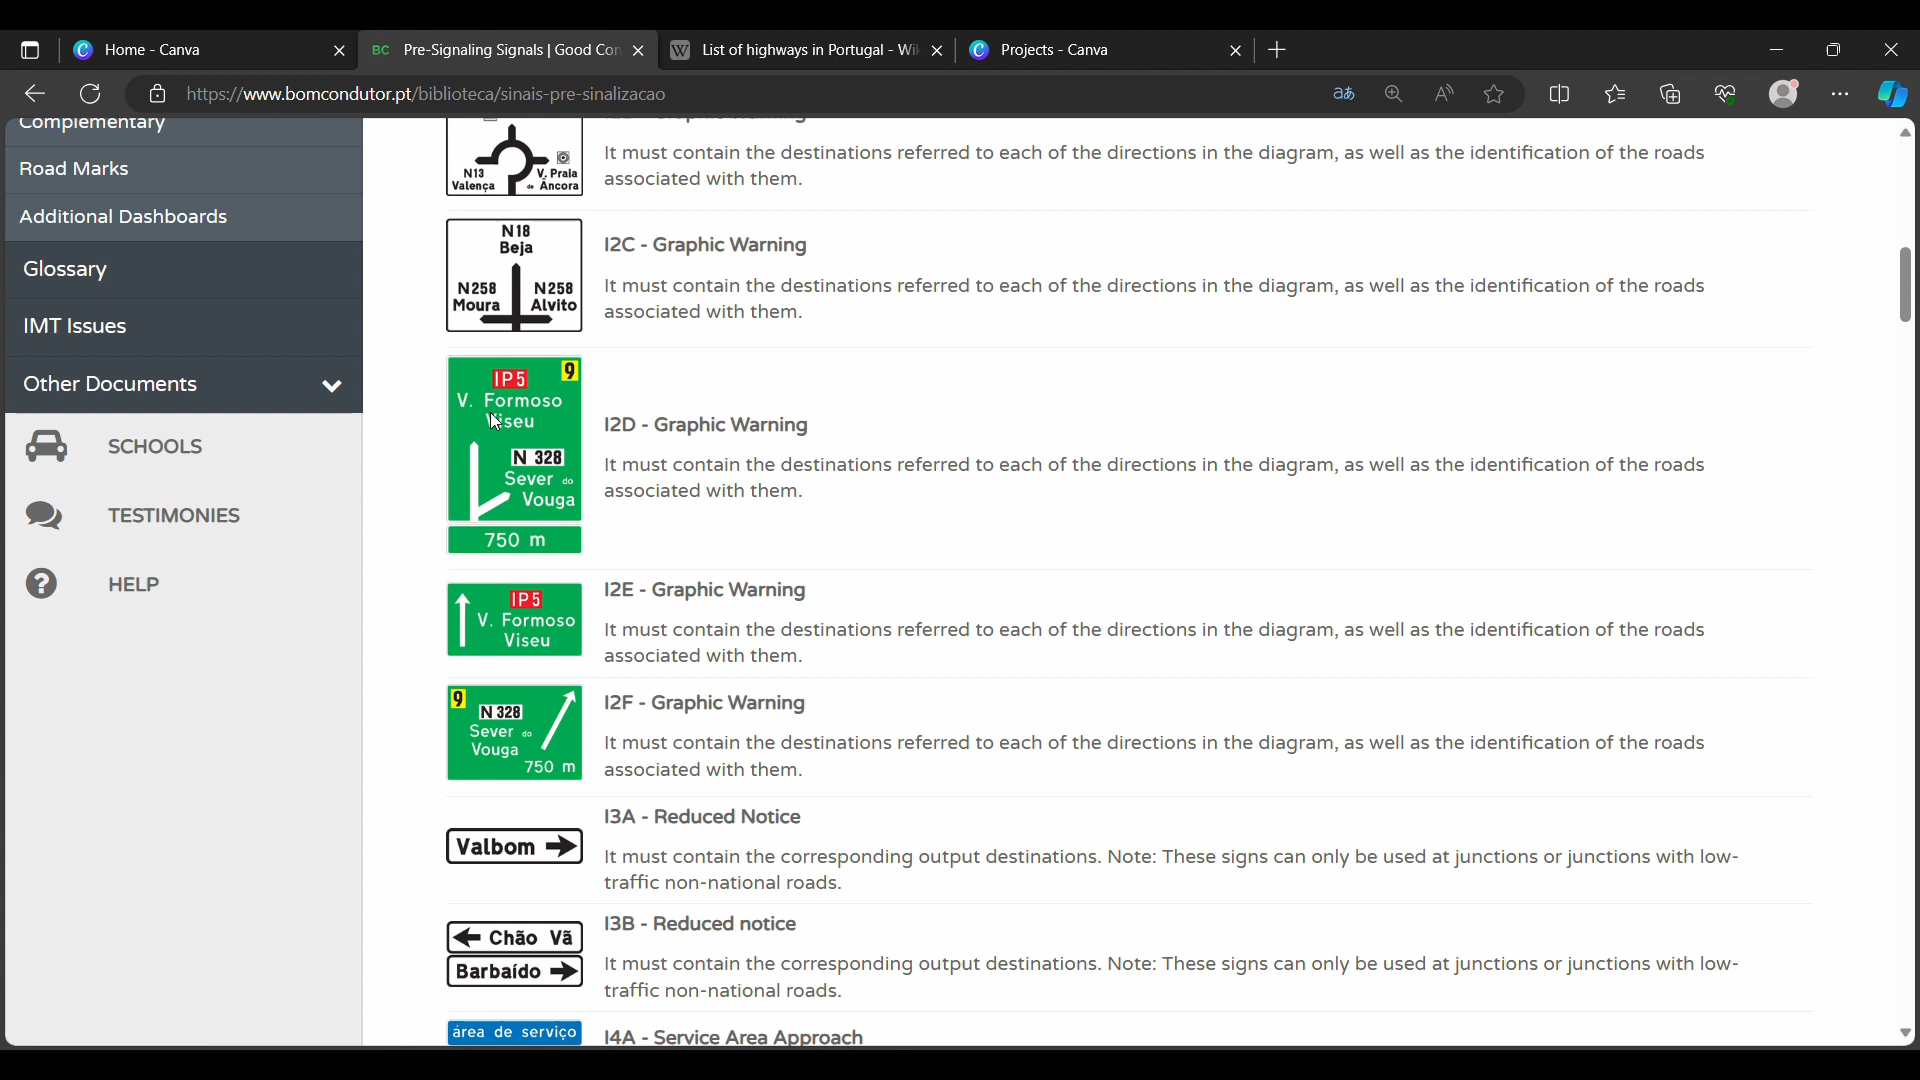 Home - Canva
BC Pre-Signaling Signals | Good Con
W List of highways in Portugal - Wi
Projects - Canva
https://www.bomcondutor.pt/biblioteca/sinais-pre-sinalizacao
Complementary
Road Marks
Additional Dashboards
Glossary
IMT Issues
Other Documents
SCHOOLS
TESTIMONIES
HELP
N13
Valença
V. Praia
de Âncora
It must contain the destinations referred to each of the directions in the diagram, as well as the identification of the roads
associated with them.
N18
Beja
N258
Moura
N258
Alvito
I2C - Graphic Warning
It must contain the destinations referred to each of the directions in the diagram, as well as the identification of the roads
associated with them.
9
IP5
V. Formoso
Viseu
N 328
Sever do
Vouga
750 m
I2D - Graphic Warning
It must contain the destinations referred to each of the directions in the diagram, as well as the identification of the roads
associated with them.
IP5
V. Formoso
Viseu
I2E - Graphic Warning
It must contain the destinations referred to each of the directions in the diagram, as well as the identification of the roads
associated with them.
9
N 328
Sever do
Vouga
750 m
I2F - Graphic Warning
It must contain the destinations referred to each of the directions in the diagram, as well as the identification of the roads
associated with them.
Valbom
I3A - Reduced Notice
It must contain the corresponding output destinations. Note: These signs can only be used at junctions or junctions with low-
traffic non-national roads.
Chão Vã
Barbaído
I3B - Reduced notice
It must contain the corresponding output destinations. Note: These signs can only be used at junctions or junctions with low-
traffic non-national roads.
área de serviço
I4A - Service Area Approach